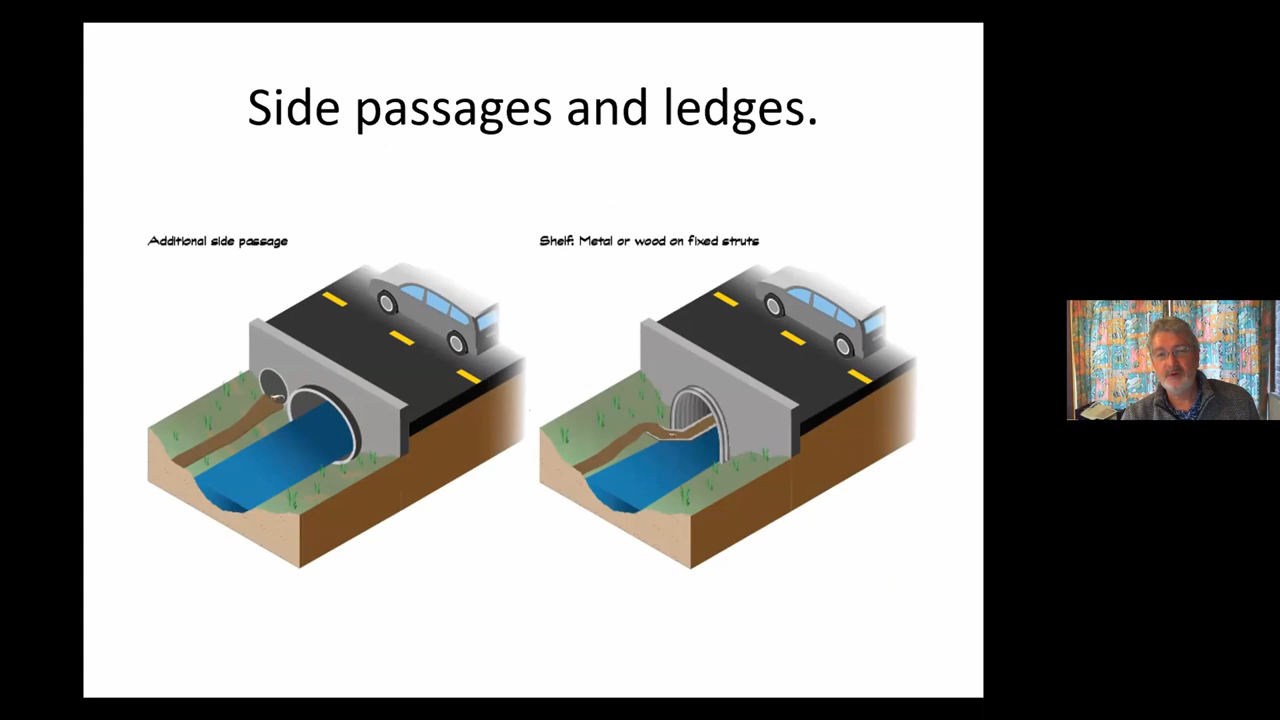 Side passages and ledges.
Additional side passage
Shelf: Metal or wood on fixed struts